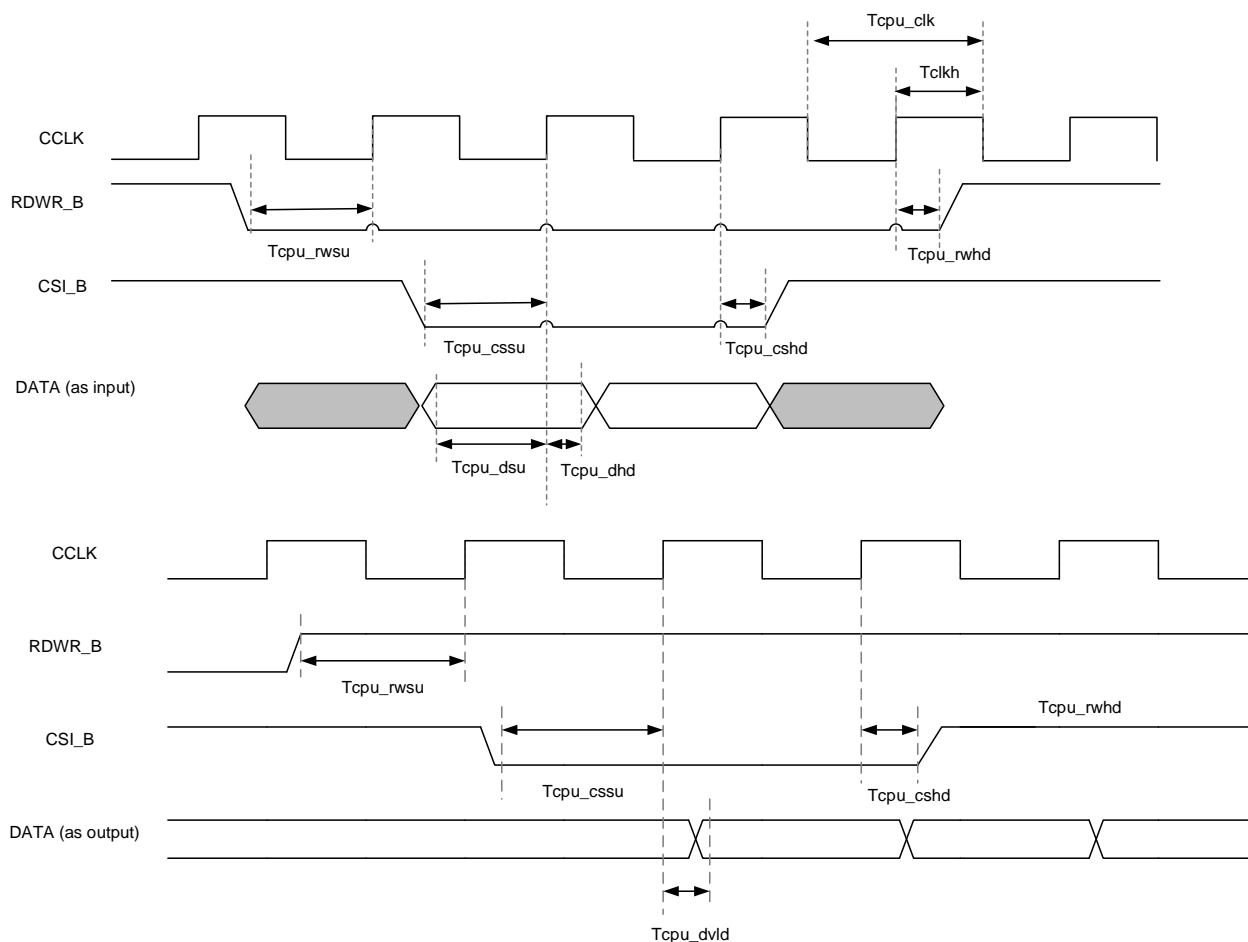 Tcpu_clk
Tclkh
CCLK
RDWR_B
Tcpu_rwsu
Tcpu_rwhd
CSI_B
Tcpu_cssu
Tcpu_cshd
DATA (as input)
Tcpu_dsu
Tcpu_dhd
CCLK
RDWR_B
Tcpu_rwsu
Tcpu_rwhd
CSI_B
Tcpu_cssu
Tcpu_cshd
DATA (as output)
Tcpu_dvld